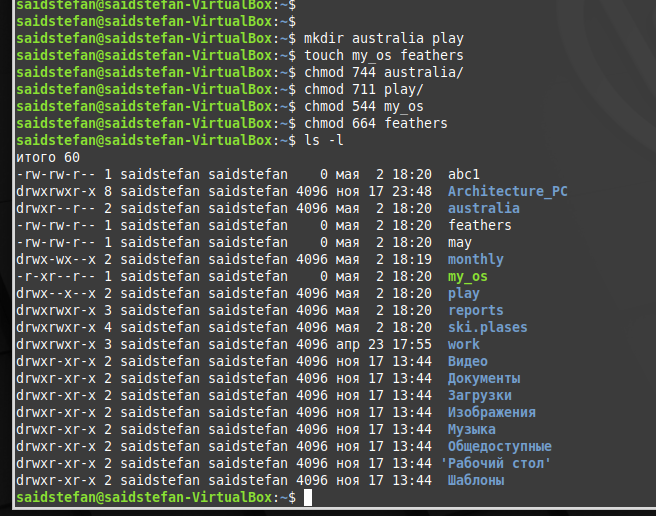 saidstefan@saidstefan-VirtualBox:~$
saidstefan@saidstefan-VirtualBox:~$
saidstefan@saidstefan-VirtualBox:~$ mkdir australia play
saidstefan@saidstefan-VirtualBox:~$ touch my_os feathers
saidstefan@saidstefan-VirtualBox:~$ chmod 744 australia/
saidstefan@saidstefan-VirtualBox:~$ chmod 711 play/
saidstefan@saidstefan-VirtualBox:~$ chmod 544 my_os
saidstefan@saidstefan-VirtualBox:~$ chmod 664 feathers
saidstefan@saidstefan-VirtualBox:~$ ls -l
итого 60
-rw-rw-r-- 1 saidstefan saidstefan    0 мая  2 18:20  abc1
drwxrwxr-x 8 saidstefan saidstefan 4096 ноя 17 23:48  Architecture_PC
drwxr--r-- 2 saidstefan saidstefan 4096 мая  2 18:20  australia
-rw-rw-r-- 1 saidstefan saidstefan    0 мая  2 18:20  feathers
-rw-rw-r-- 1 saidstefan saidstefan    0 мая  2 18:20  may
drwx-wx--x 2 saidstefan saidstefan 4096 мая  2 18:19  monthly
-r-xr--r-- 1 saidstefan saidstefan    0 мая  2 18:20  my_os
drwx--x--x 2 saidstefan saidstefan 4096 мая  2 18:20  play
drwxrwxr-x 3 saidstefan saidstefan 4096 мая  2 18:20  reports
drwxrwxr-x 4 saidstefan saidstefan 4096 мая  2 18:20  ski.plases
drwxrwxr-x 3 saidstefan saidstefan 4096 апр 23 17:55  work
drwxr-xr-x 2 saidstefan saidstefan 4096 ноя 17 13:44  Видео
drwxr-xr-x 2 saidstefan saidstefan 4096 ноя 17 13:44  Документы
drwxr-xr-x 2 saidstefan saidstefan 4096 ноя 17 13:44  Загрузки
drwxr-xr-x 2 saidstefan saidstefan 4096 ноя 17 13:44  Изображения
drwxr-xr-x 2 saidstefan saidstefan 4096 ноя 17 13:44  Музыка
drwxr-xr-x 2 saidstefan saidstefan 4096 ноя 17 13:44  Общедоступные
drwxr-xr-x 2 saidstefan saidstefan 4096 ноя 17 13:44 'Рабочий стол'
drwxr-xr-x 2 saidstefan saidstefan 4096 ноя 17 13:44  Шаблоны
saidstefan@saidstefan-VirtualBox:~$